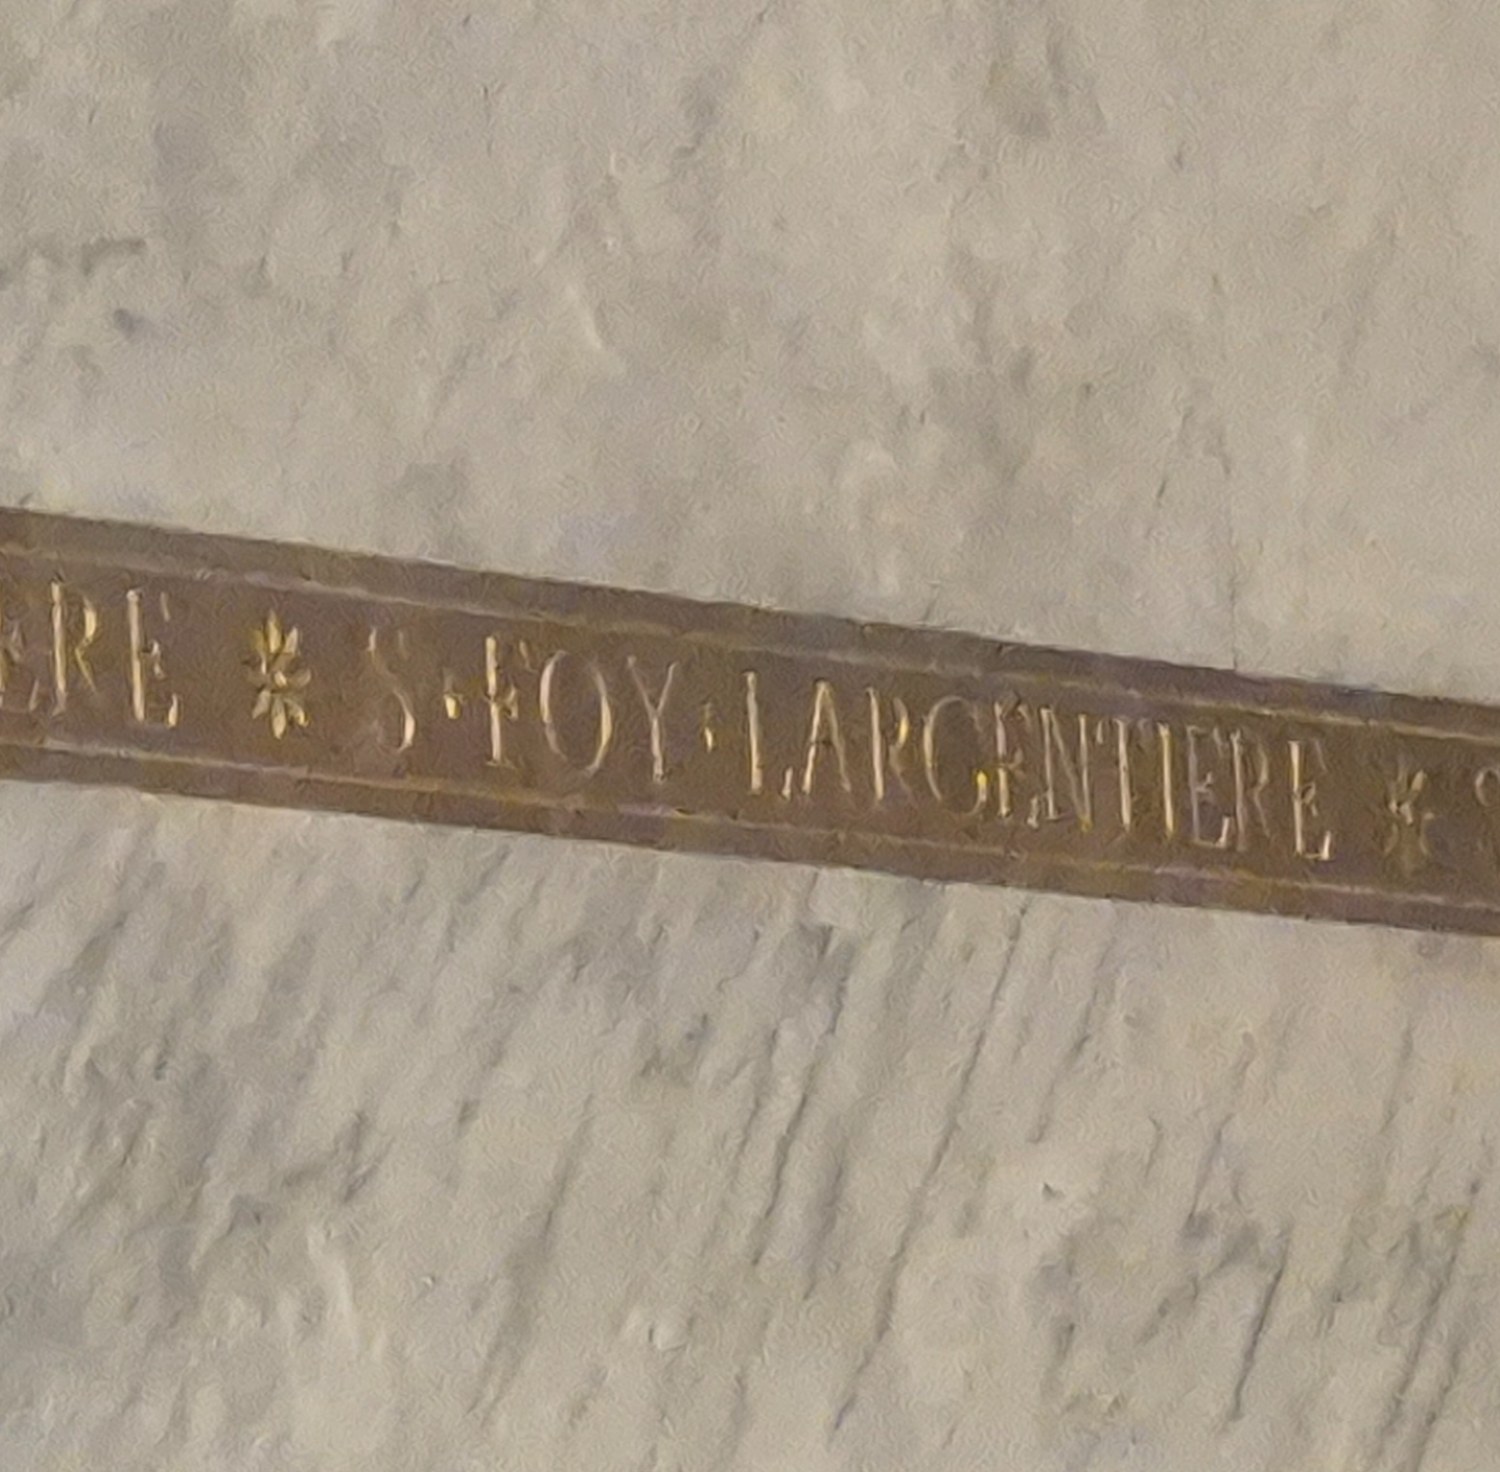 ERE * S · FOY · LARGENTIERE *